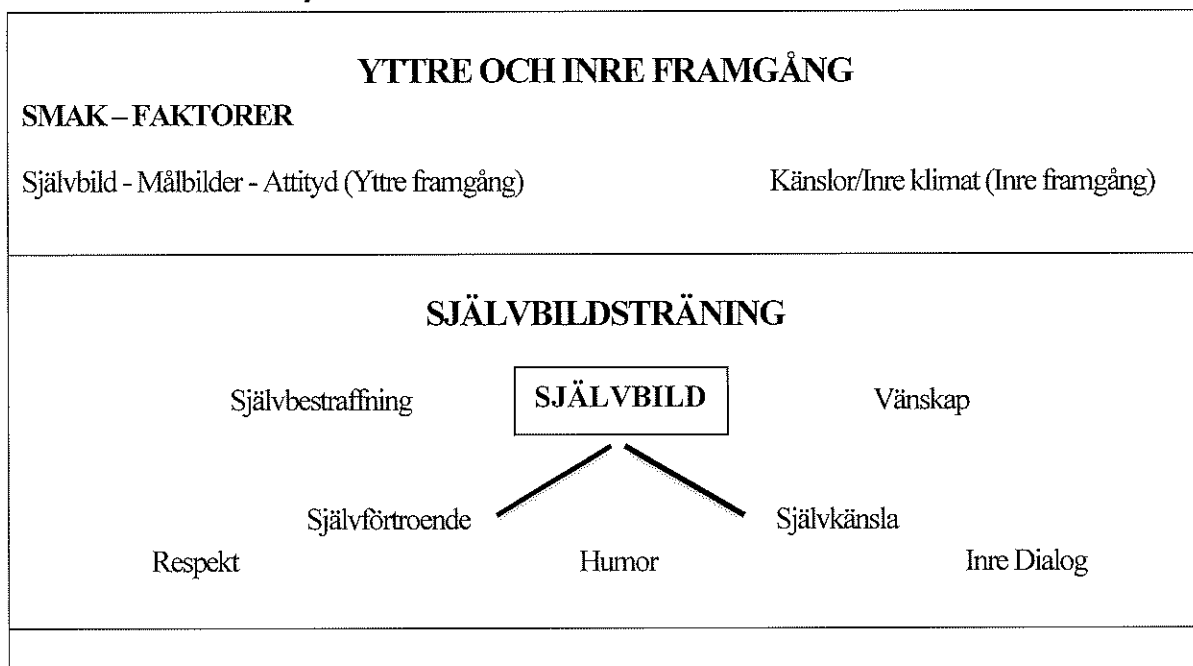 YTTRE OCH INRE FRAMGÅNG
SMAK – FAKTORER
Självbild - Målbilder - Attityd (Yttre framgång) Känslor/Inre klimat (Inre framgång)
SJÄLVBILDSTRÄNING
Självbestraffning SJÄLVBILD Vänskap
Självförtroende Självkänsla
Respekt Humor Inre Dialog